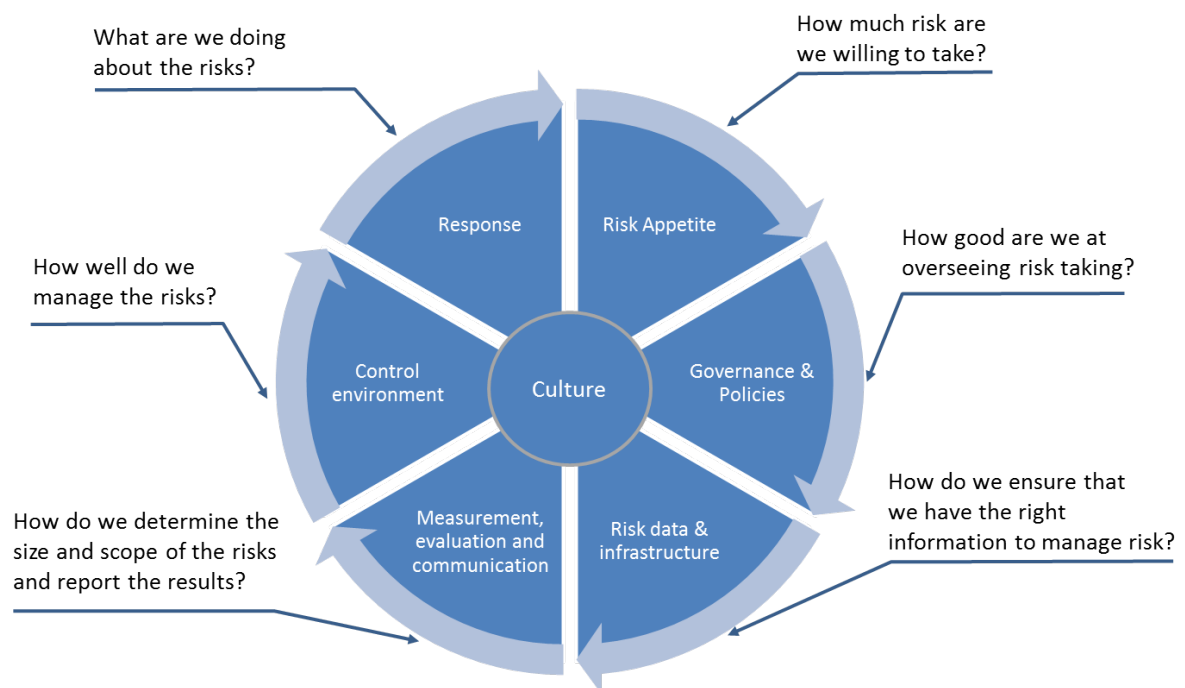 What are we doing
about the risks?
How much risk are
we willing to take?
Response
Risk Appetite
How well do we
manage the risks?
How good are we at
overseeing risk taking?
Control
environment
Culture
Governance &
Policies
How do we determine the
size and scope of the risks
and report the results?
Measurement,
evaluation and
communication
Risk data &
infrastructure
How do we ensure that
we have the right
information to manage risk?